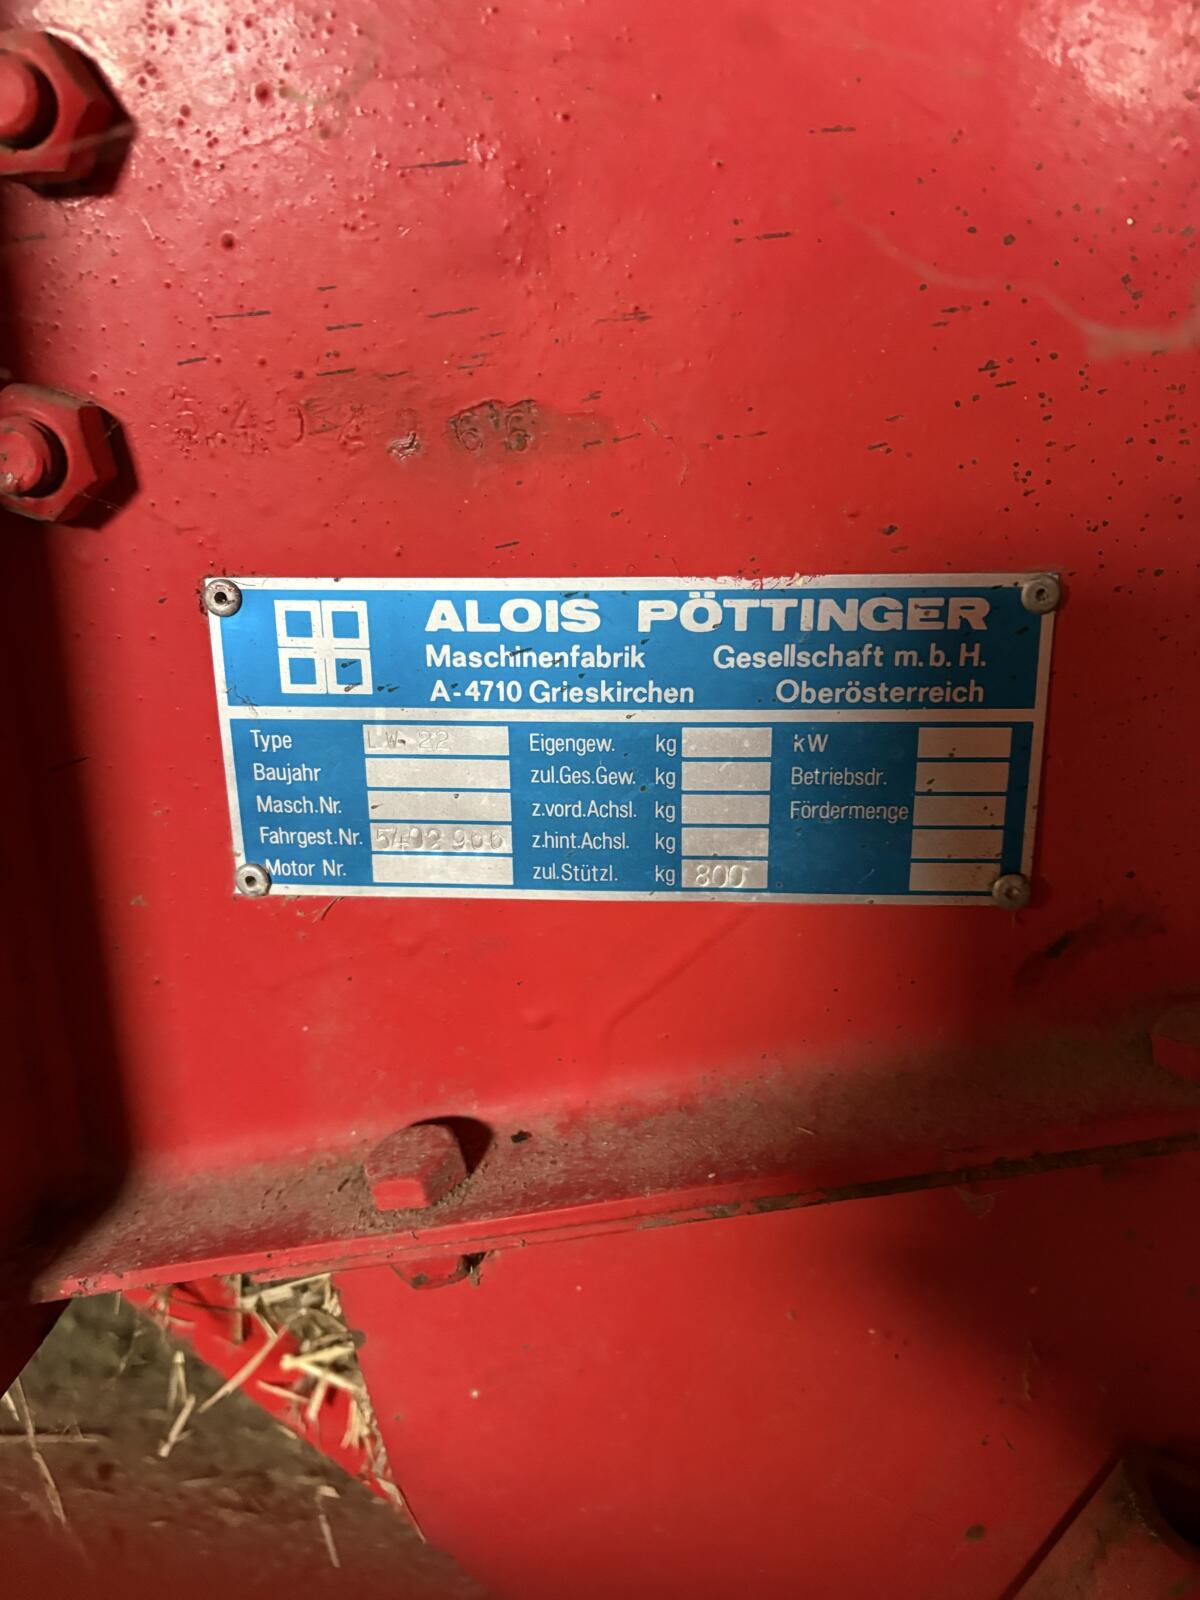 ALOIS PÖTTINGER
Maschinenfabrik Gesellschaft m.b.H.
A-4710 Grieskirchen Oberösterreich
Type LW 22 Eigengew. kg kW
Baujahr zul.Ges.Gew. kg Betriebsdr.
Masch.Nr. z.vord.Achsl. kg Fördermenge
Fahrgest.Nr. z.hint.Achsl. kg
Motor Nr. zul.Stützl. kg 800